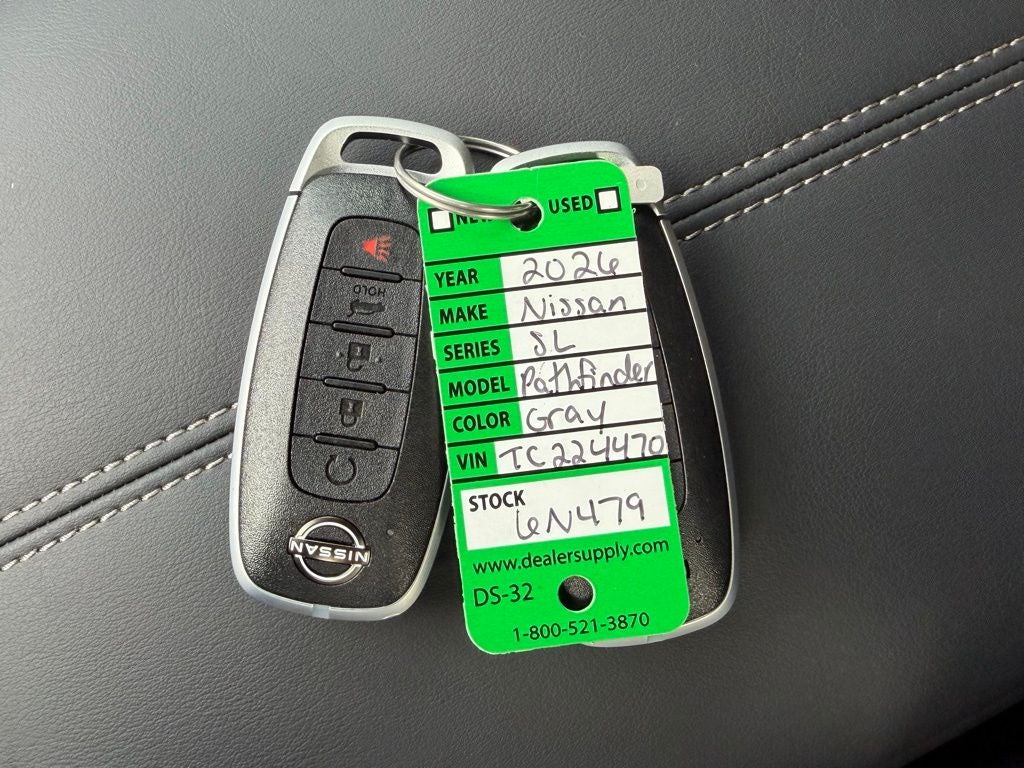 NEW USED
YEAR 2026
MAKE Nissan
SERIES SL
MODEL Pathfinder
COLOR Gray
VIN TC224470
STOCK
6N479
www.dealersupply.com
DS-32
1-800-521-3870
HOLD
NISSAN